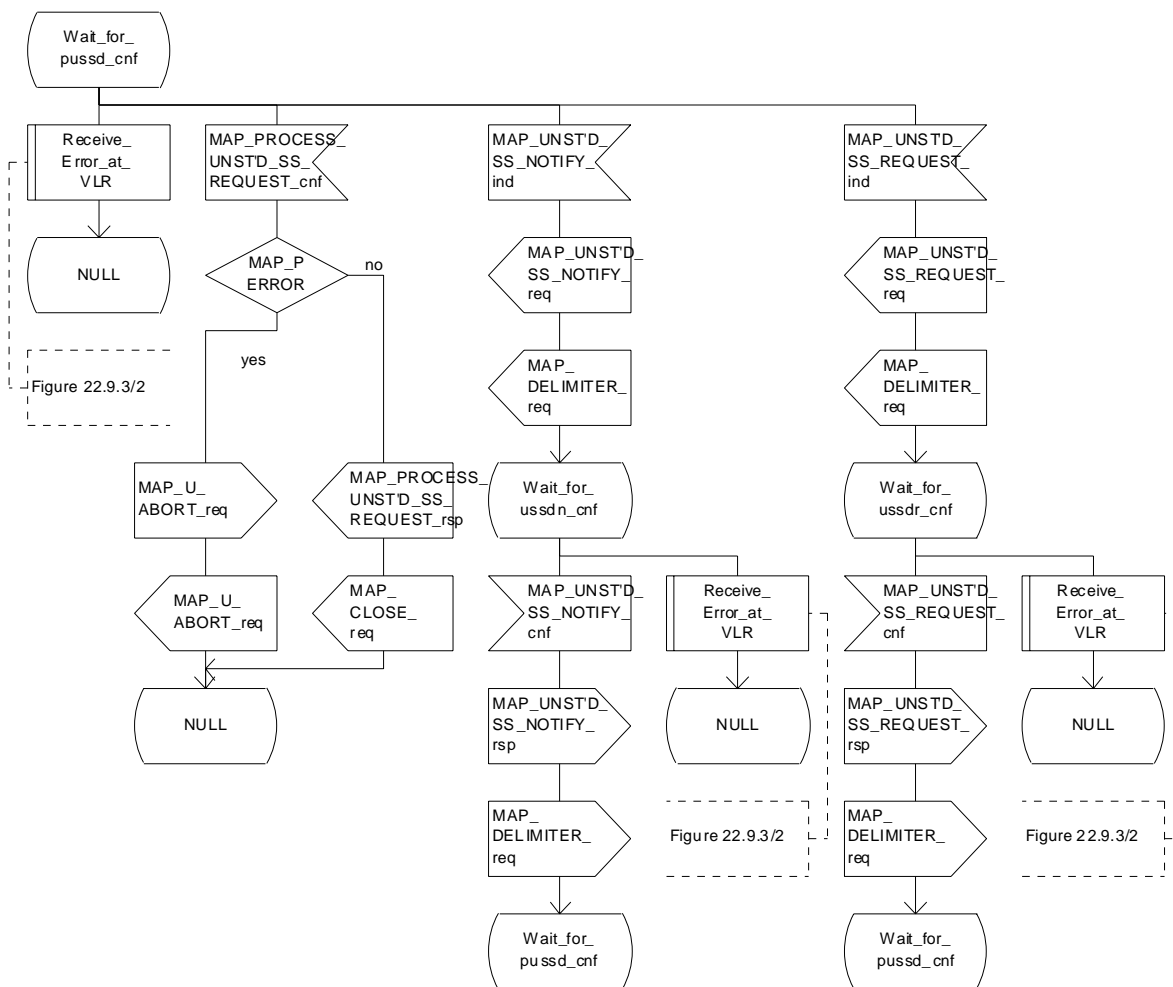 Wait_for_
pussd_cnf
Receive_
Error_at_
VLR
MAP_PROCESS_
UNST'D_SS_
REQUEST_cnf
MAP_UNST'D_
SS_NOTIFY_
ind
MAP_UNST'D_
SS_REQUEST_
ind
NULL
MAP_P
ERROR
no
yes
MAP_UNST'D_
SS_NOTIFY_
req
MAP_UNST'D_
SS_REQUEST_
req
Figure 22.9.3/2
MAP_
DELIMITER_
req
MAP_
DELIMITER_
req
MAP_U_
ABORT_req
MAP_PROCESS_
UNST'D_SS_
REQUEST_rsp
Wait_for_
ussdn_cnf
Wait_for_
ussdr_cnf
MAP_U_
ABORT_req
MAP_
CLOSE_
req
MAP_UNST'D_
SS_NOTIFY_
cnf
Receive_
Error_at_
VLR
MAP_UNST'D_
SS_REQUEST_
cnf
Receive_
Error_at_
VLR
NULL
MAP_UNST'D_
SS_NOTIFY_
rsp
NULL
MAP_UNST'D_
SS_REQUEST_
rsp
NULL
MAP_
DELIMITER_
req
Figure 22.9.3/2
MAP_
DELIMITER_
req
Figure 22.9.3/2
Wait_for_
pussd_cnf
Wait_for_
pussd_cnf